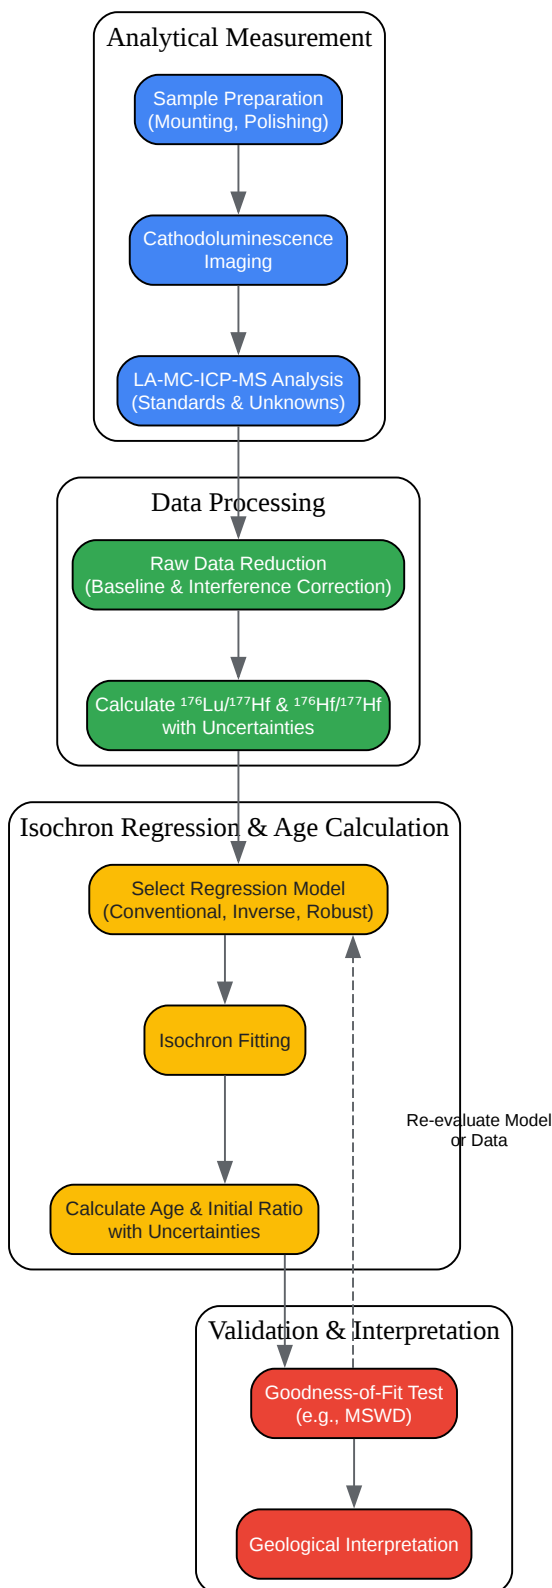 Analytical Measurement
Sample Preparation
(Mounting, Polishing)
Cathodoluminescence
Imaging
LA-MC-ICP-MS Analysis
(Standards & Unknowns)
Data Processing
Raw Data Reduction
(Baseline & Interference Correction)
Calculate ¹⁷⁶Lu/¹⁷⁷Hf & ¹⁷⁶Hf/¹⁷⁷Hf
with Uncertainties
Isochron Regression & Age Calculation
Select Regression Model
(Conventional, Inverse, Robust)
Isochron Fitting
Re-evaluate Model
or Data
Calculate Age & Initial Ratio
with Uncertainties
Validation & Interpretation
Goodness-of-Fit Test
(e.g., MSWD)
Geological Interpretation